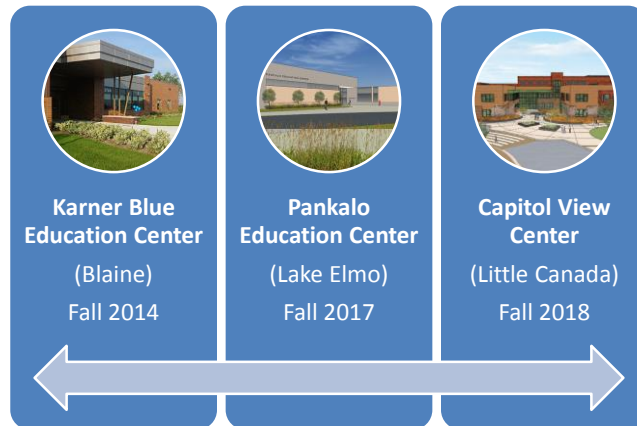 Karner Blue
Education Center
(Blaine)
Fall 2014
Pankalo
Education Center
(Lake Elmo)
Fall 2017
Capitol View
Center
(Little Canada)
Fall 2018